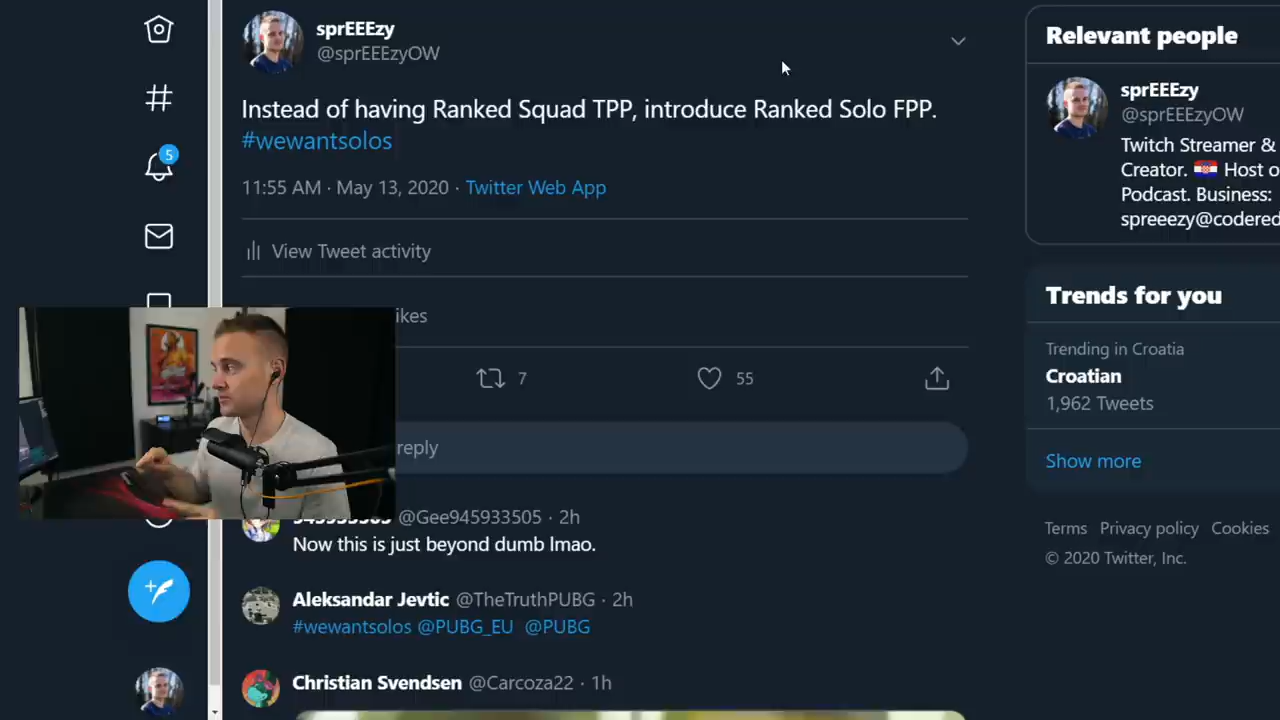 sprEEEzy
@sprEEEzyOW
Instead of having Ranked Squad TPP, introduce Ranked Solo FPP.
#wewantsolos
11:55 AM · May 13, 2020 · Twitter Web App
View Tweet activity
ikes
7
55
reply
@Gee945933505 · 2h
Now this is just beyond dumb lmao.
Aleksandar Jevtic @TheTruthPUBG · 2h
#wewantsolos @PUBG_EU @PUBG
Christian Svendsen @Carcoza22 · 1h
5
Relevant people
sprEEEzy
@sprEEEzyOW
Twitch Streamer &
Creator. Host o
Podcast. Business:
spreeezy@codered
Trends for you
Trending in Croatia
Croatian
1,962 Tweets
Show more
Terms Privacy policy Cookies
© 2020 Twitter, Inc.